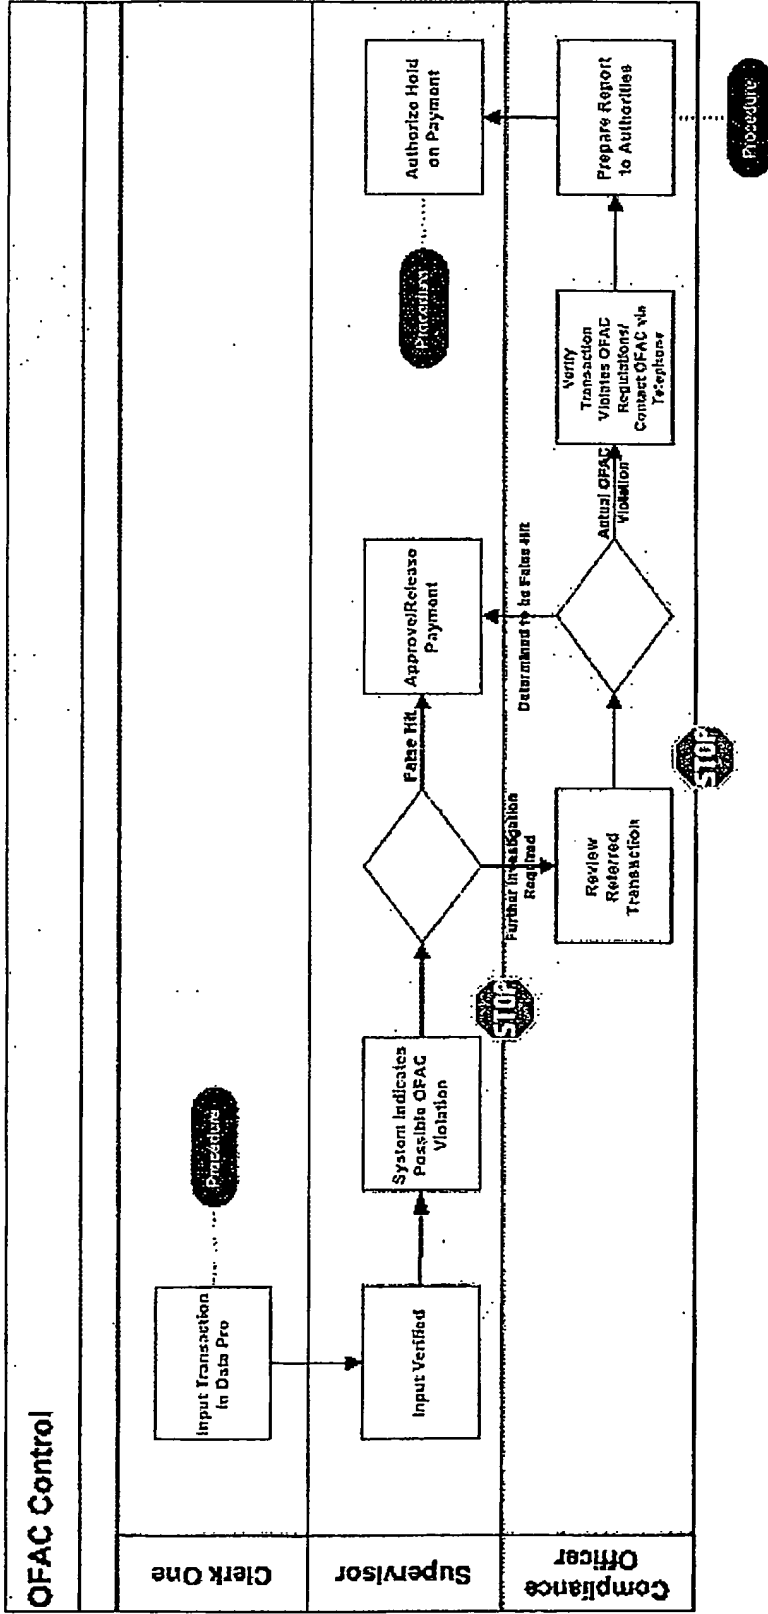 OFAC Control
Clerk One
Input Transaction
in Data Pro
Procedure
Supervisor
Input Verified
System Indicates
Possible OFAC
Violation
STOP
False Hit
Approve/Release
Payment
Procedure
Authorize Hold
on Payment
Further Investigation
Required
Determined to be False Hit
Compliance
Officer
Review
Referred
Transaction
STOP
Actual OFAC
Violation
Verify
Transaction
Violates OFAC
Regulations/
Contact OFAC via
Telephone
Prepare Report
to Authorities
Procedure